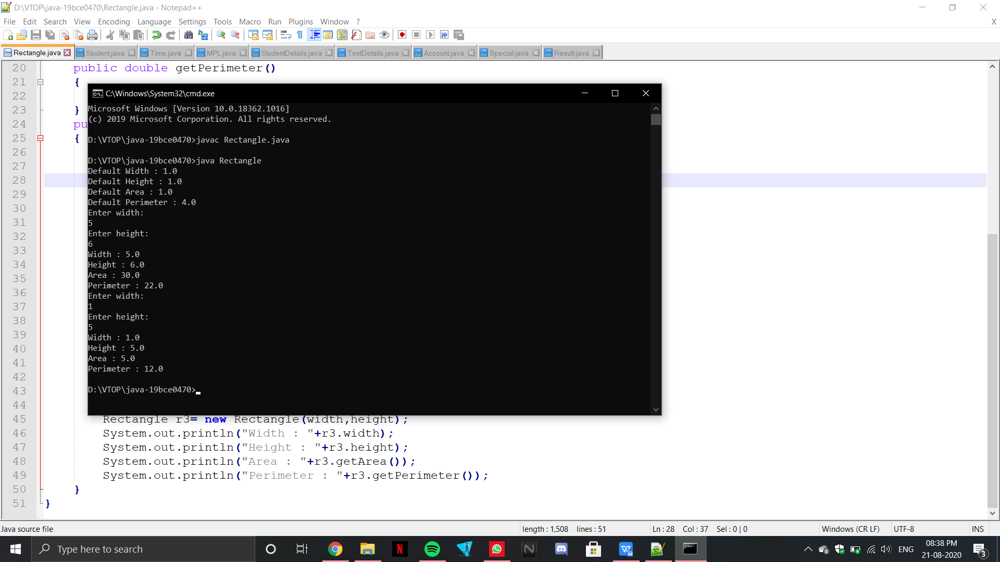 D:\VTOP\java-19bce0470\Rectangle.java - Notepad++
File Edit Search View Encoding Language Settings Tools Macro Run Plugins Window ? X
Rectangle.java Student.java Time.java MPL.java StudentDetails.java TestDetails.java Account.java Special.java Result.java
20 public double getPerimeter()
21 {
22
23 }
24 pu
25 {
26
27
28
29
30
31
32
33
34
35
36
37
38
39
40
41
42
43
44
45 Rectangle r3= new Rectangle(width,height);
46 System.out.println("Width : "+r3.width);
47 System.out.println("Height : "+r3.height);
48 System.out.println("Area : "+r3.getArea());
49 System.out.println("Perimeter : "+r3.getPerimeter());
50 }
51 }
C:\Windows\System32\cmd.exe
Microsoft Windows [Version 10.0.18362.1016]
(c) 2019 Microsoft Corporation. All rights reserved.
D:\VTOP\java-19bce0470>javac Rectangle.java
D:\VTOP\java-19bce0470>java Rectangle
Default Width : 1.0
Default Height : 1.0
Default Area : 1.0
Default Perimeter : 4.0
Enter width:
5
Enter height:
6
Width : 5.0
Height : 6.0
Area : 30.0
Perimeter : 22.0
Enter width:
1
Enter height:
5
Width : 1.0
Height : 5.0
Area : 5.0
Perimeter : 12.0
D:\VTOP\java-19bce0470>
Java source file length : 1,508 lines : 51 Ln : 28 Col : 37 Sel : 0 | 0 Windows (CR LF) UTF-8 INS
Type here to search
ENG
08:38 PM
21-08-2020
3